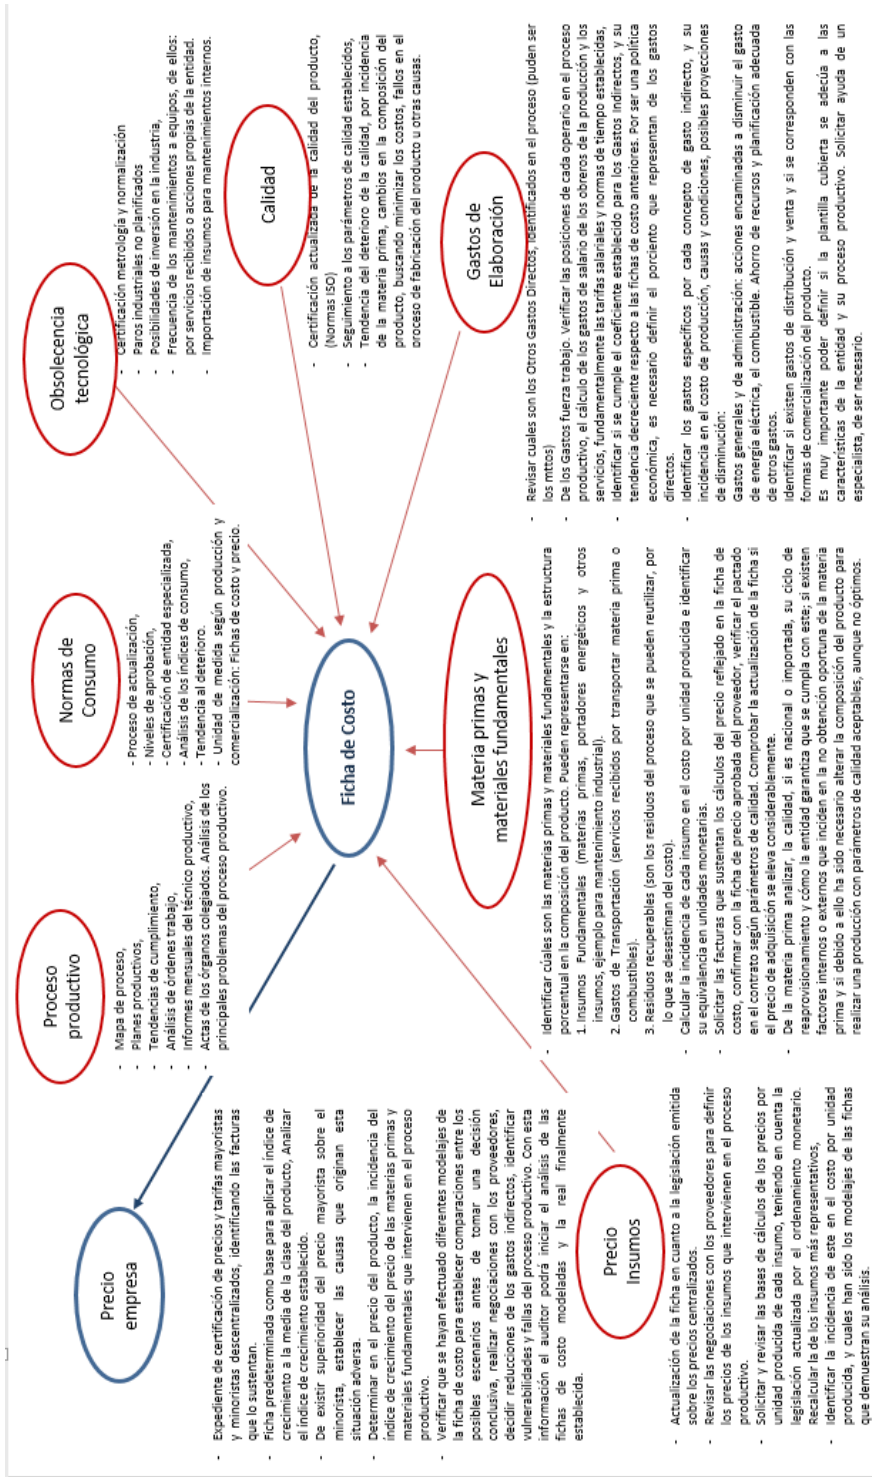 Precio
empresa
- Expediente de certificación de precios y tarifas mayoristas
y minoristas descentralizados, identificando las facturas
que lo sustentan.
- Ficha predeterminada como base para aplicar el índice de
crecimiento a la media de la clase del producto, Analizar
el índice de crecimiento establecido.
- De existir superioridad del precio mayorista sobre el
minorista, establecer las causas que originan esta
situación adversa.
- Determinar en el precio del producto, la incidencia del
índice de crecimiento del precio de las materias primas y
materiales fundamentales que intervienen en el proceso
productivo.
- Verificar que se hayan efectuado diferentes modelajes de
la ficha de costo para establecer comparaciones entre los
posibles escenarios antes de tomar una decisión
conclusiva, realizar negociaciones con los proveedores,
decidir reducciones de los gastos indirectos, identificar
vulnerabilidades y fallas del proceso productivo. Con esta
información el auditor podrá iniciar el análisis de las
fichas de costo modeladas y la real finalmente
establecida.
Proceso
productivo
- Mapa de proceso,
- Planes productivos,
- Tendencias de cumplimiento,
- Análisis de órdenes trabajo,
- Informes mensuales del técnico productivo,
- Actas de los órganos colegiados. Análisis de los
principales problemas del proceso productivo.
Normas de
Consumo
- Proceso de actualización,
- Niveles de aprobación,
- Certificación de entidad especializada,
- Análisis de los índices de consumo,
- Tendencia al deterioro.
- Unidad de medida según producción y
comercialización: Fichas de costo y precio.
Obsolecencia
tecnológica
- Certificación metrología y normalización
- Paros industriales no planificados
- Posibilidades de inversión en la industria,
- Frecuencia de los mantenimientos a equipos, de ellos:
por servicios recibidos o acciones propias de la entidad.
- Importación de insumos para mantenimientos internos.
Calidad
- Certificación actualizada de la calidad del producto,
(Normas ISO)
- Seguimiento a los parámetros de calidad establecidos,
- Tendencia del deterioro de la calidad, por incidencia
de la materia prima, cambios en la composición del
producto, buscando minimizar los costos, fallos en el
proceso de fabricación del producto u otras causas.
Ficha de Costo
Precio
Insumos
- Actualización de la ficha en cuanto a la legislación emitida
sobre los precios centralizados.
- Revisar las negociaciones con los proveedores para definir
los precios de los insumos que intervienen en el proceso
productivo.
- Solicitar y revisar las bases de cálculos de los precios por
unidad producida de cada insumo, teniendo en cuenta la
legislación actualizada por el ordenamiento monetario.
Recalcular la de los insumos más representativos,
- identificar la incidencia de este en el costo por unidad
producida, y cuales han sido los modelajes de las fichas
que demuestran su análisis.
Materia primas y
materiales fundamentales
- Identificar cúales son las materias primas y materiales fundamentales y la estructura
porcentual en la composición del producto. Pueden representarse en:
1. Insumos Fundamentales (materias primas, portadores energéticos y otros
insumos, ejemplo para mantenimiento industrial).
2. Gastos de Transportación (servicios recibidos por transportar materia prima o
combustibles).
3. Residuos recuperables (son los residuos del proceso que se pueden reutilizar, por
lo que se desestiman del costo).
- Calcular la incidencia de cada insumo en el costo por unidad producida e identificar
su equivalencia en unidades monetarias.
- Solicitar las facturas que sustentan los cálculos del precio reflejado en la ficha de
costo, confirmar con la ficha de precio aprobada del proveedor, verificar el pactado
en el contrato según parámetros de calidad. Comprobar la actualización de la ficha si
el precio de adquisición se eleva considerablemente.
- De la materia prima analizar, la calidad, si es nacional o importada, su ciclo de
reaprovisionamiento y cómo la entidad garantiza que se cumpla con este; si existen
factores internos o externos que inciden en la no obtención oportuna de la materia
prima y si debido a ello ha sido necesario alterar la composición del producto para
realizar una producción con parámetros de calidad aceptables, aunque no óptimos.
Gastos de
Elaboración
- Revisar cuales son los Otros Gastos Directos, identificados en el proceso (puden ser
los mttos)
- De los Gastos fuerza trabajo. Verificar las posiciones de cada operario en el proceso
productivo, el cálculo de los gastos de salario de los obreros de la producción y los
servicios, fundamentalmente las tarifas salariales y normas de tiempo establecidas,
- Identificar si se cumple el coeficiente establecido para los Gastos Indirectos, y su
tendencia decreciente respecto a las fichas de costo anteriores. Por ser una política
económica, es necesario definir el porciento que representan de los gastos
directos.
- Identificar los gastos específicos por cada concepto de gasto indirecto, y su
incidencia en el costo de producción, causas y condiciones, posibles proyecciones
de disminución:
Gastos generales y de administración: acciones encaminadas a disminuir el gasto
de energía eléctrica, el combustible. Ahorro de recursos y planificación adecuada
de otros gastos.
Identificar si existen gastos de distribución y venta y si se corresponden con las
formas de comercialización del producto.
Es muy importante poder definir si la plantilla cubierta se adecúa a las
características de la entidad y su proceso productivo. Solicitar ayuda de un
especialista, de ser necesario.